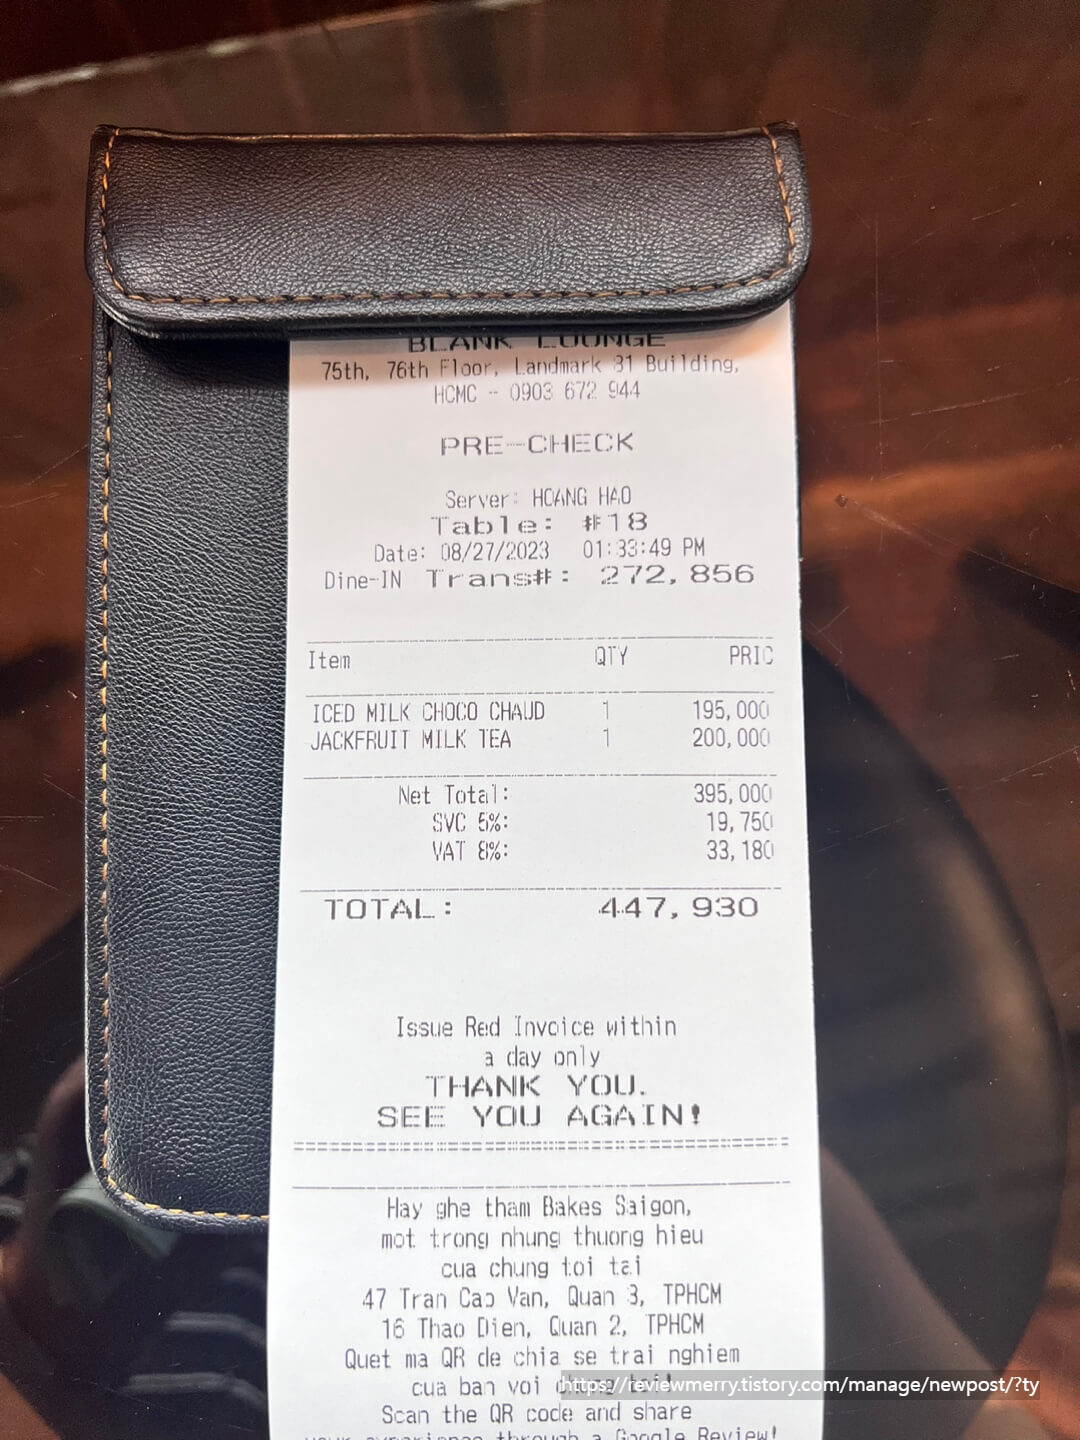 BLANK LOUNGE
75th, 76th Floor, Landmark 81 Building,
HCMC - 0903 672 944
PRE-CHECK
Server: HOANG HAO
Table: #18
Date: 08/27/2023 01:33:49 PM
Dine-IN Trans#: 272,856
Item QTY PRIC
ICED MILK CHOCO CHAUD 1 195,000
JACKFRUIT MILK TEA 1 200,000
Net Total: 395,000
SVC 5%: 19,750
VAT 8%: 33,180
TOTAL: 447,930
Issue Red Invoice within
a day only
THANK YOU.
SEE YOU AGAIN!
Hay ghe tham Bakes Saigon,
mot trong nhung thuong hieu
cua chung toi tai
47 Tran Cao Van, Quan 3, TPHCM
16 Thao Dien, Quan 2, TPHCM
Quet ma QR de chia se trai nghiem
cua ban voi
https://reviewmerry.tistory.com/manage/newpost/?ty
Scan the QR code and share
your experience through a Google Review!